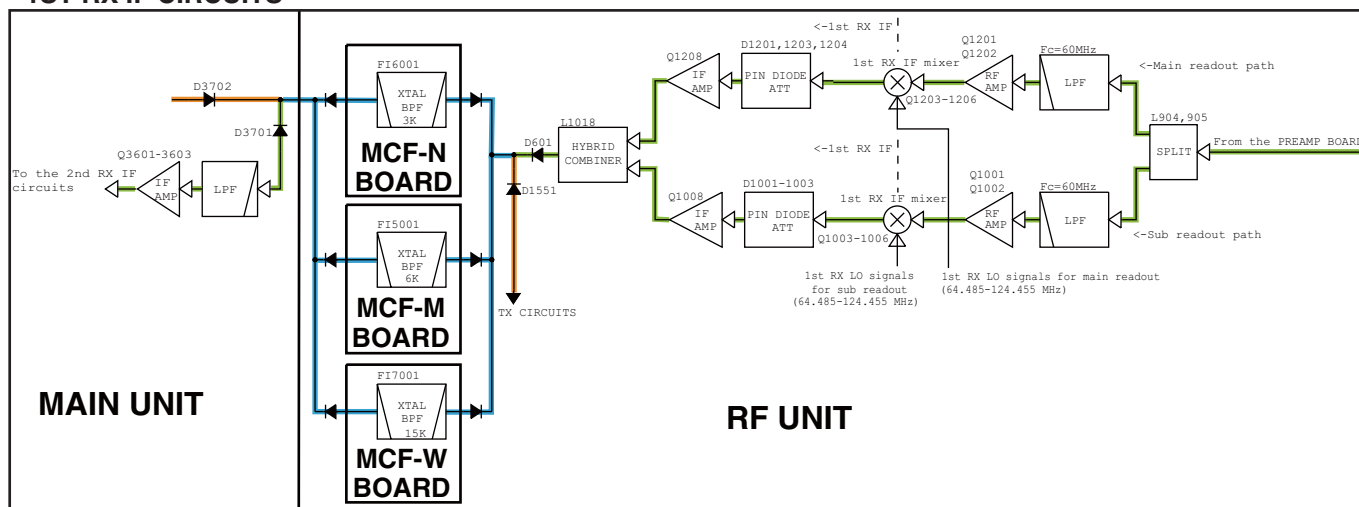 D3702
D3701
Q3601-3603
To the 2nd RX IF
circuits
IF
AMP
LPF
MAIN UNIT
FI6001
XTAL
BPF
3K
MCF-N
BOARD
FI5001
XTAL
BPF
6K
MCF-M
BOARD
FI7001
XTAL
BPF
15K
MCF-W
BOARD
D601
D1551
TX CIRCUITS
L1018
HYBRID
COMBINER
Q1208
IF
AMP
D1201,1203,1204
PIN DIODE
ATT
<-1st RX IF
1st RX IF mixer
Q1203-1206
Q1201
Q1202
RF
AMP
Fc=60MHz
LPF
<-Main readout path
L904,905
SPLIT
From the PREAMP BOARD
Q1008
IF
AMP
D1001-1003
PIN DIODE
ATT
<-1st RX IF
1st RX IF mixer
Q1003-1006
Q1001
Q1002
RF
AMP
Fc=60MHz
LPF
<-Sub readout path
1st RX LO signals
for sub readout
(64.485-124.455 MHz)
1st RX LO signals for main readout
(64.485-124.455 MHz)
RF UNIT